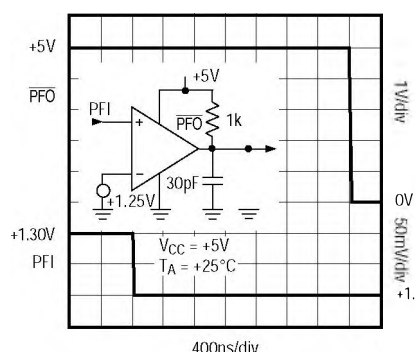 +5V
+5V
1V/div
PFO
PFI
+
PFO
1k
−
30pF
+1.25V
0V
+1.30V
VCC = +5V
50mV/div
PFI
TA = +25°C
400ns/div